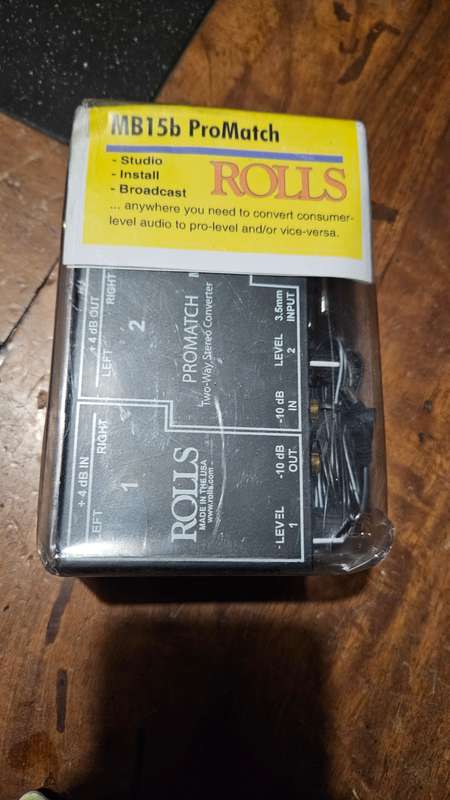 MB15b ProMatch
- Studio
- Install
- Broadcast
ROLLS
... anywhere you need to convert consumer-
level audio to pro-level and/or vice-versa.
+ 4 dB OUT
LEFT
RIGHT
2
PROMATCH
Two-Way Stereo Converter
-10 dB
IN
LEVEL
2
3.5mm
INPUT
+ 4 dB IN
EFT
RIGHT
1
ROLLS
MADE IN THE USA
www.rolls.com
LEVEL
1
-10 dB
OUT